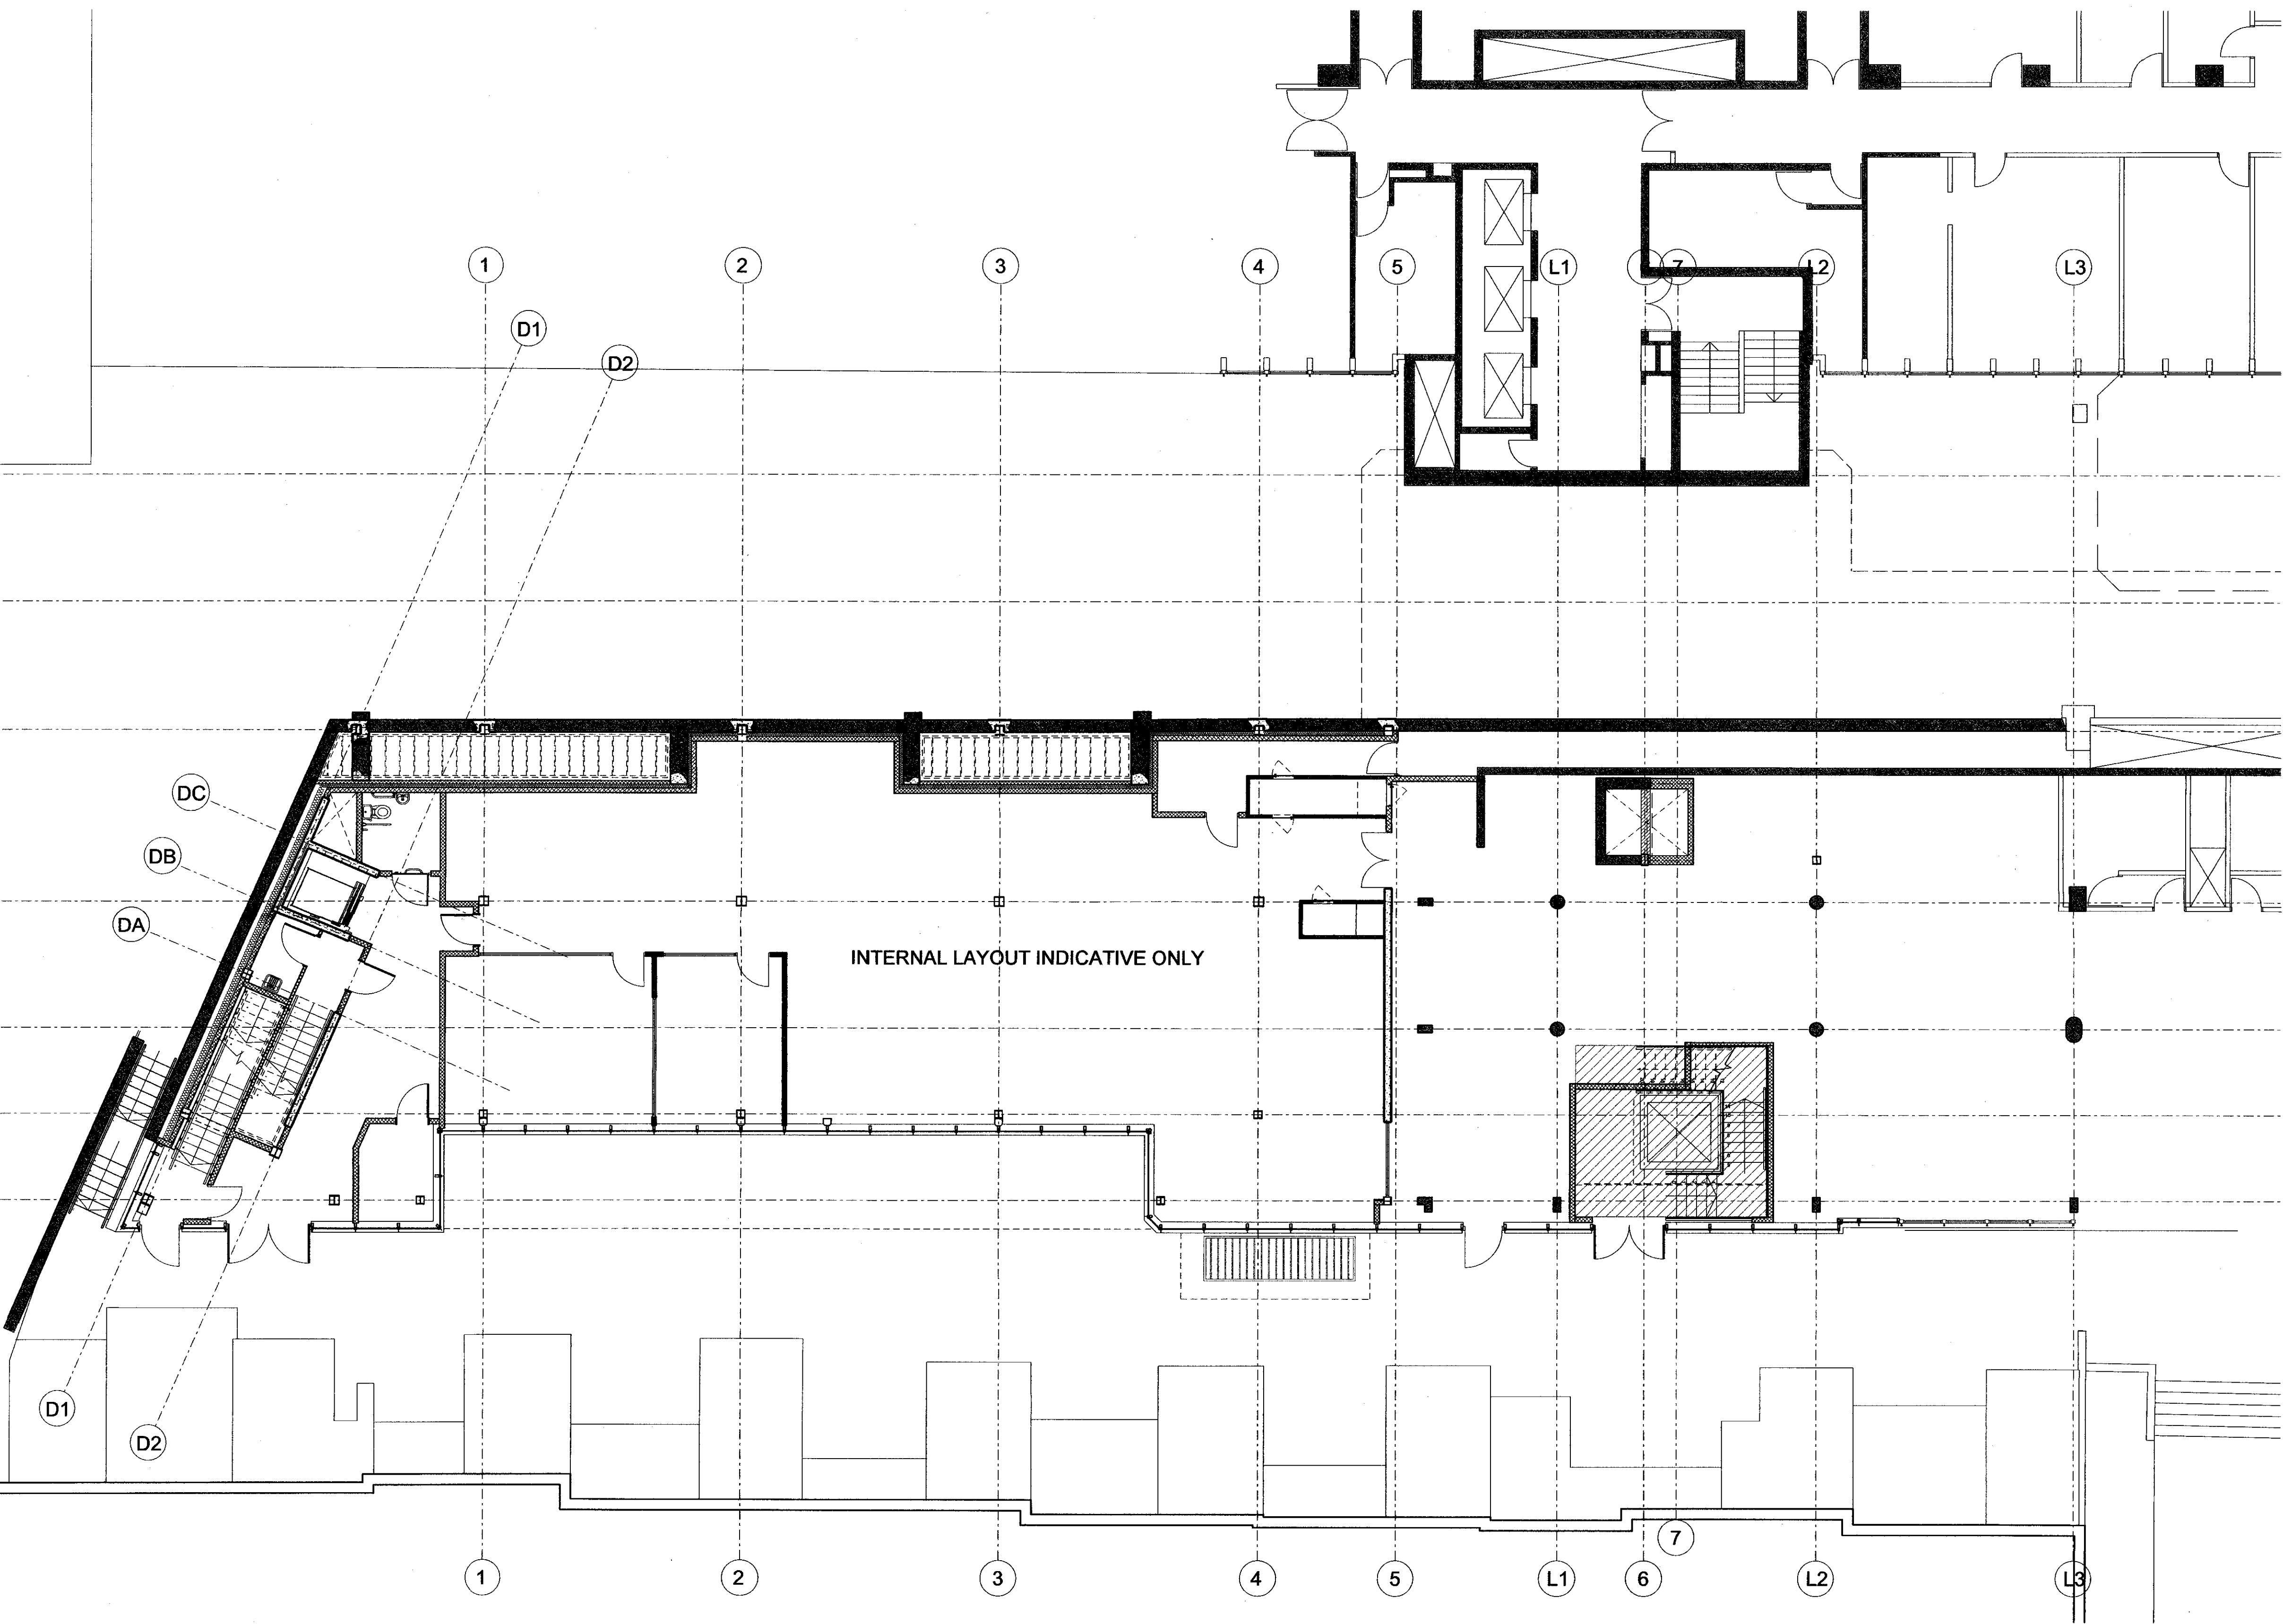 1
2
3
4
5
L1
7
L2
L3
D1
D2
DC
DB
DA
INTERNAL LAYOUT INDICATIVE ONLY
D1
D2
7
1
2
3
4
5
L1
6
L2
L3